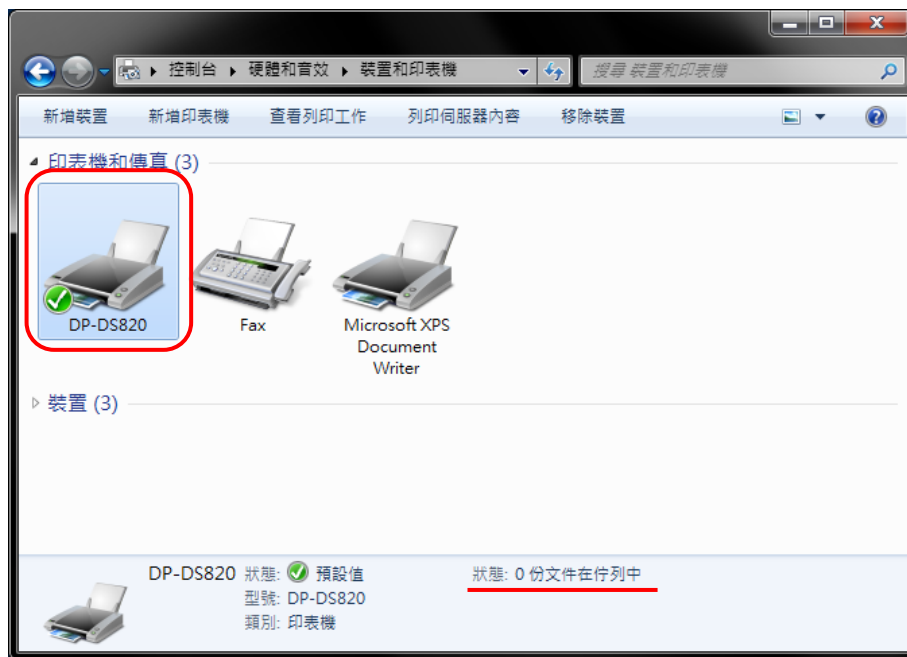 控制台 硬體和音效 裝置和印表機 搜尋 裝置和印表機
新增裝置 新增印表機 查看列印工作 列印伺服器內容 移除裝置
印表機和傳真 (3)
DP-DS820 Fax Microsoft XPS
Document
Writer
裝置 (3)
DP-DS820 狀態: 預設值 狀態: 0 份文件在佇列中
型號: DP-DS820
類別: 印表機